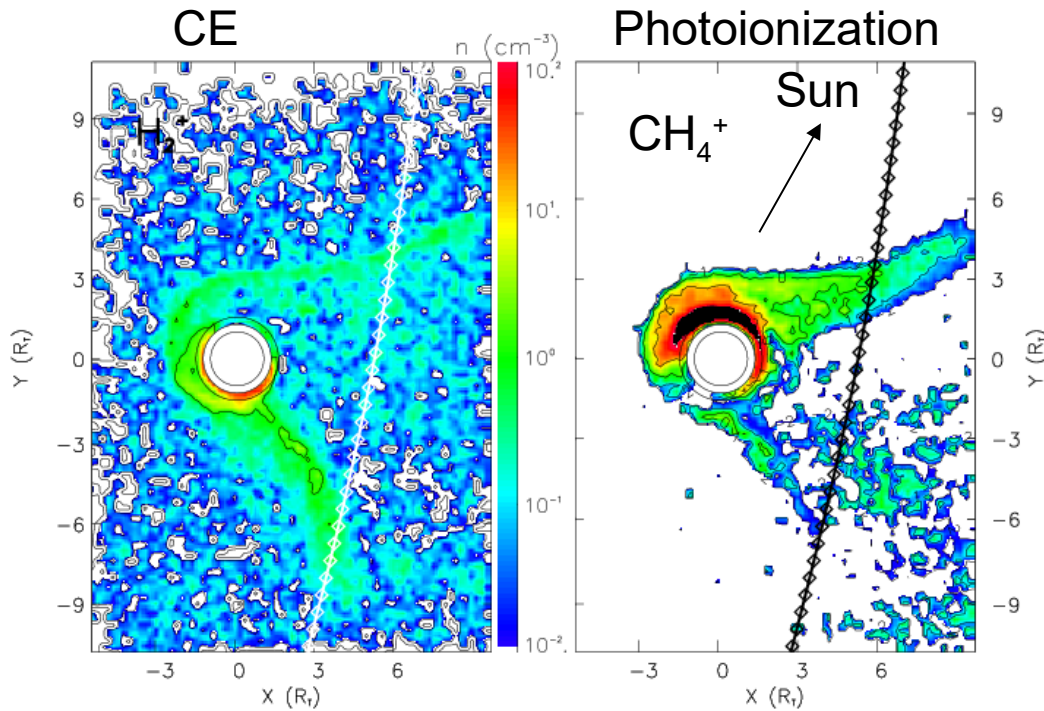 CE
Photoionization
n (cm⁻³)
H₂⁺
CH₄⁺
Sun
10.²
10¹.
10⁰
10⁻¹
10⁻²
9
6
3
0
−3
−6
−9
Y (R_T)
−3
0
3
6
X (R_T)
9
6
3
0
−3
−6
−9
Y (R_T)
−3
0
3
6
X (R_T)